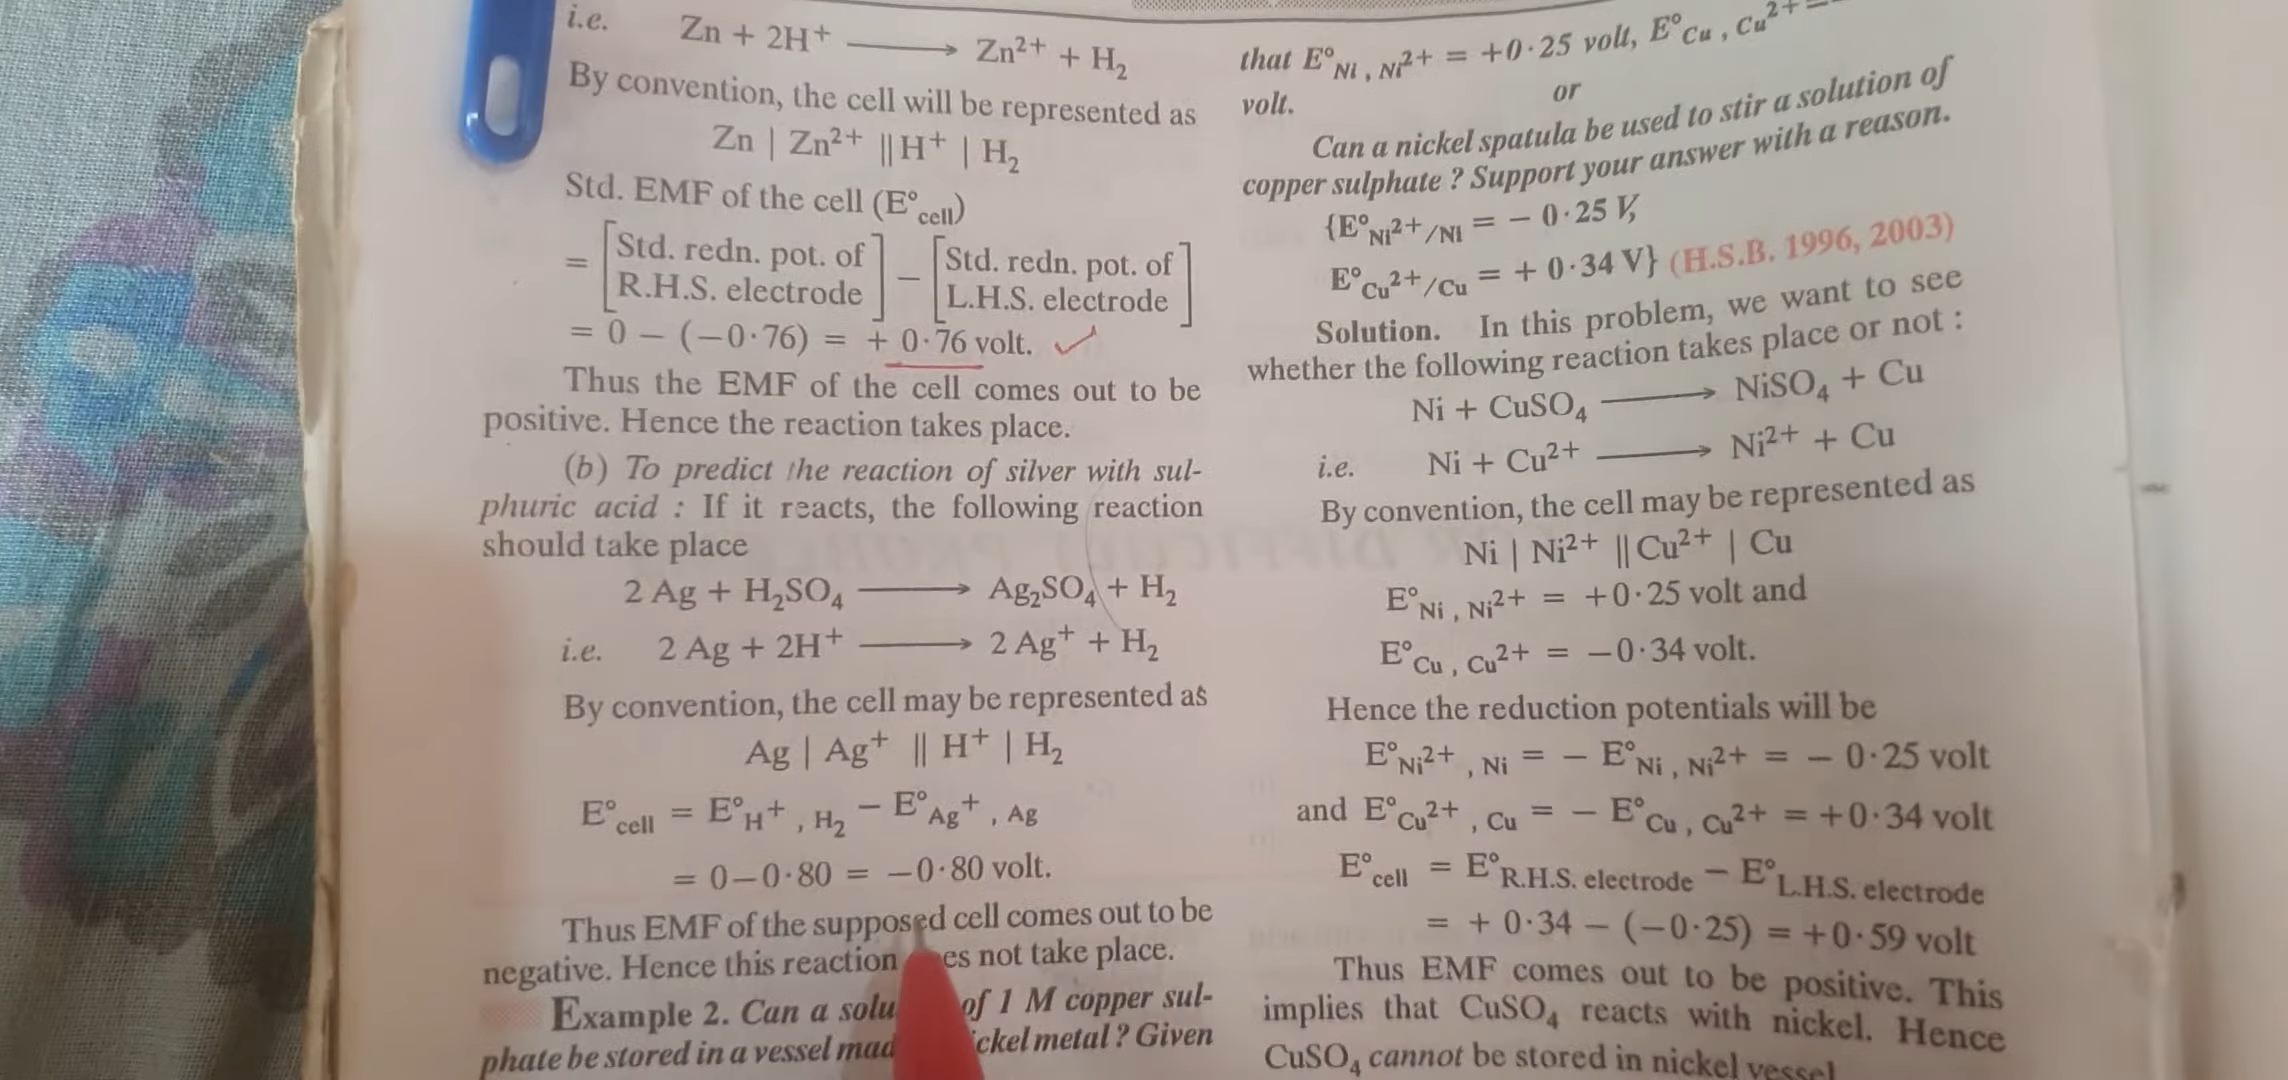 i.e. Zn + 2H⁺ ⟶ Zn²⁺ + H₂
By convention, the cell will be represented as
Zn | Zn²⁺ || H⁺ | H₂
Std. EMF of the cell (E°cell)
= [Std. redn. pot. of R.H.S. electrode] − [Std. redn. pot. of L.H.S. electrode]
= 0 − (−0·76) = + 0·76 volt.
Thus the EMF of the cell comes out to be
positive. Hence the reaction takes place.
(b) To predict the reaction of silver with sul-
phuric acid : If it reacts, the following reaction
should take place
2 Ag + H₂SO₄ ⟶ Ag₂SO₄ + H₂
i.e. 2 Ag + 2H⁺ ⟶ 2 Ag⁺ + H₂
By convention, the cell may be represented as
Ag | Ag⁺ || H⁺ | H₂
E°cell = E°H⁺ , H₂ − E°Ag⁺ , Ag
= 0−0·80 = −0·80 volt.
Thus EMF of the supposed cell comes out to be
negative. Hence this reaction es not take place.
Example 2. Can a solu of 1 M copper sul-
phate be stored in a vessel mad ickel metal ? Given
that E°Ni , Ni²⁺ = +0·25 volt, E°Cu , Cu²⁺ =
volt.
or
Can a nickel spatula be used to stir a solution of
copper sulphate ? Support your answer with a reason.
{E°Ni²⁺/Ni = − 0·25 V,
E°Cu²⁺/Cu = + 0·34 V} (H.S.B. 1996, 2003)
Solution. In this problem, we want to see
whether the following reaction takes place or not :
Ni + CuSO₄ ⟶ NiSO₄ + Cu
i.e. Ni + Cu²⁺ ⟶ Ni²⁺ + Cu
By convention, the cell may be represented as
Ni | Ni²⁺ || Cu²⁺ | Cu
E°Ni , Ni²⁺ = +0·25 volt and
E°Cu , Cu²⁺ = −0·34 volt.
Hence the reduction potentials will be
E°Ni²⁺ , Ni = − E°Ni , Ni²⁺ = − 0·25 volt
and E°Cu²⁺ , Cu = − E°Cu , Cu²⁺ = +0·34 volt
E°cell = E°R.H.S. electrode − E°L.H.S. electrode
= + 0·34 − (−0·25) = +0·59 volt
Thus EMF comes out to be positive. This
implies that CuSO₄ reacts with nickel. Hence
CuSO₄ cannot be stored in nickel vessel